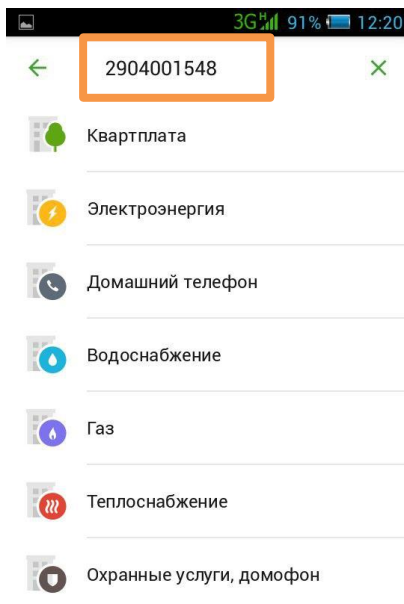 3G H 91% 12:20
2904001548
Квартплата
Электроэнергия
Домашний телефон
Водоснабжение
Газ
Теплоснабжение
Охранные услуги, домофон